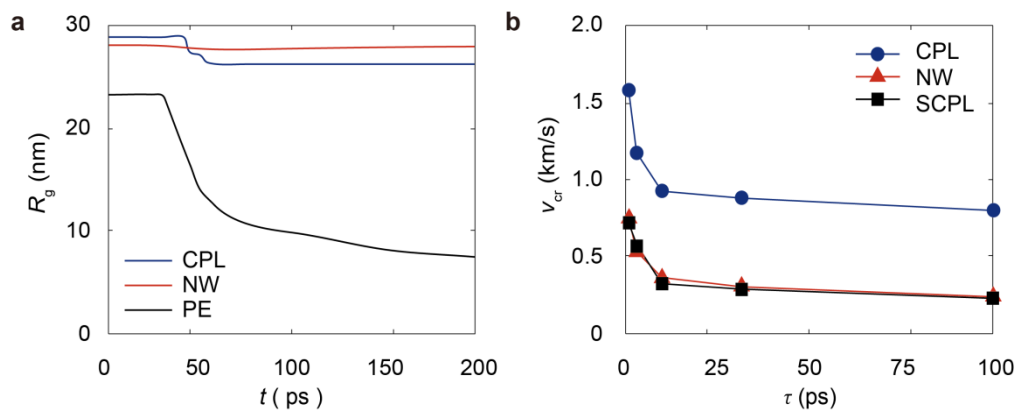 a
30
20
10
0
R_g (nm)
CPL
NW
PE
0 50 100 150 200
t ( ps )
b
2.0
1.5
1.0
0.5
0
v_cr (km/s)
CPL
NW
SCPL
0 25 50 75 100
τ (ps)